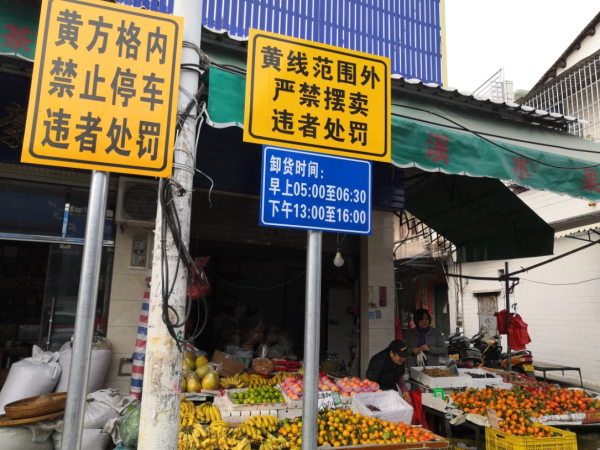 黄方格内
禁止停车
违者处罚
黄线范围外
严禁摆卖
违者处罚
卸货时间:
早上05:00至06:30
下午13:00至16:00
水果